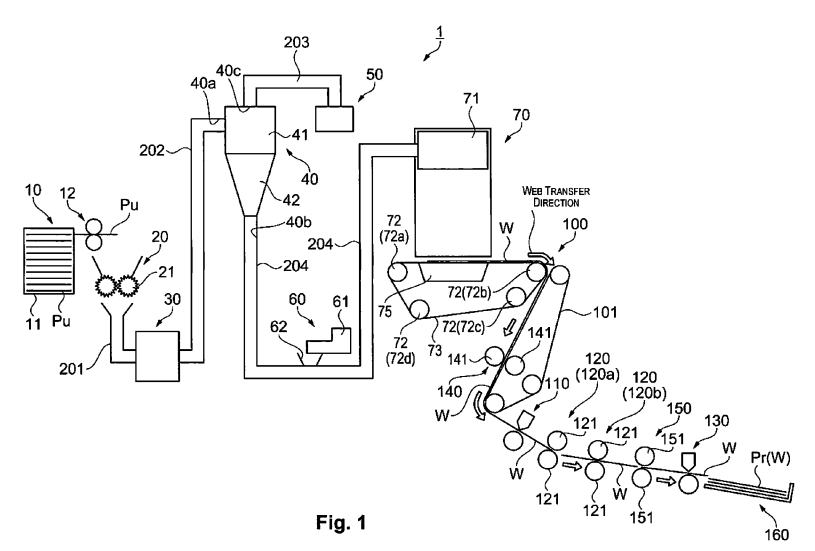 1
203
40c
40a
50
71
70
41
202
40
42
10
12
Pu
WEB TRANSFER
DIRECTION
40b
204
W
100
72
(72a)
20
204
21
60
61
72(72b)
75
30
11
Pu
62
72(72c)
101
72
(72d)
73
141
141
201
140
120
(120a)
120
(120b)
110
W
150
130
121
121
151
W
Pr(W)
W
121
121
W
151
160
Fig. 1